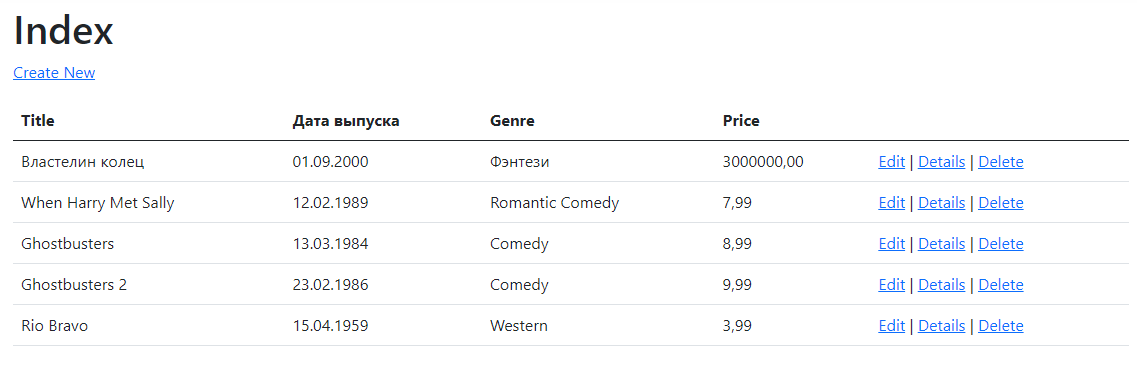 Index
Create New
Title Дата выпуска Genre Price
Властелин колец 01.09.2000 Фэнтези 3000000,00 Edit | Details | Delete
When Harry Met Sally 12.02.1989 Romantic Comedy 7,99 Edit | Details | Delete
Ghostbusters 13.03.1984 Comedy 8,99 Edit | Details | Delete
Ghostbusters 2 23.02.1986 Comedy 9,99 Edit | Details | Delete
Rio Bravo 15.04.1959 Western 3,99 Edit | Details | Delete